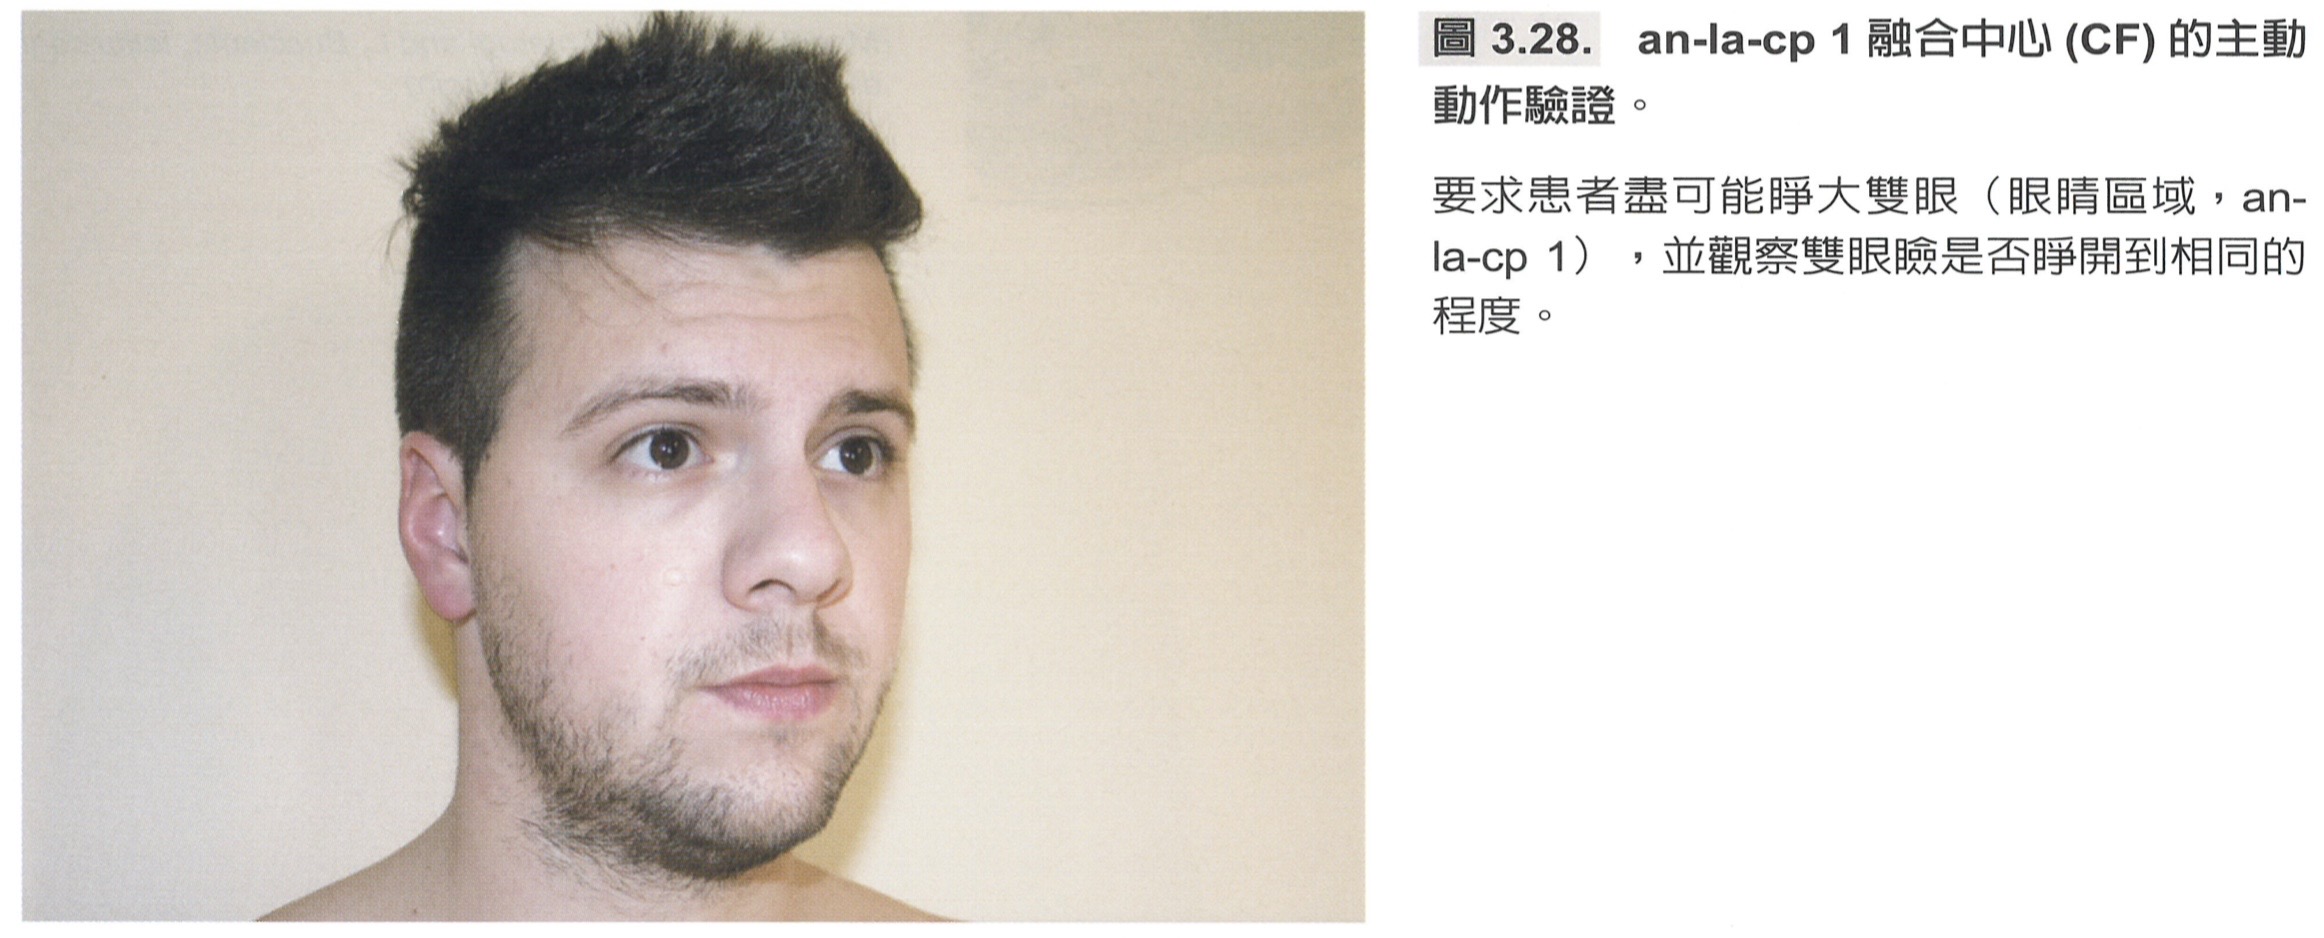 圖 3.28. an-la-cp 1 融合中心 (CF) 的主動
動作驗證。
要求患者盡可能睜大雙眼（眼睛區域，an-
la-cp 1），並觀察雙眼瞼是否睜開到相同的
程度。